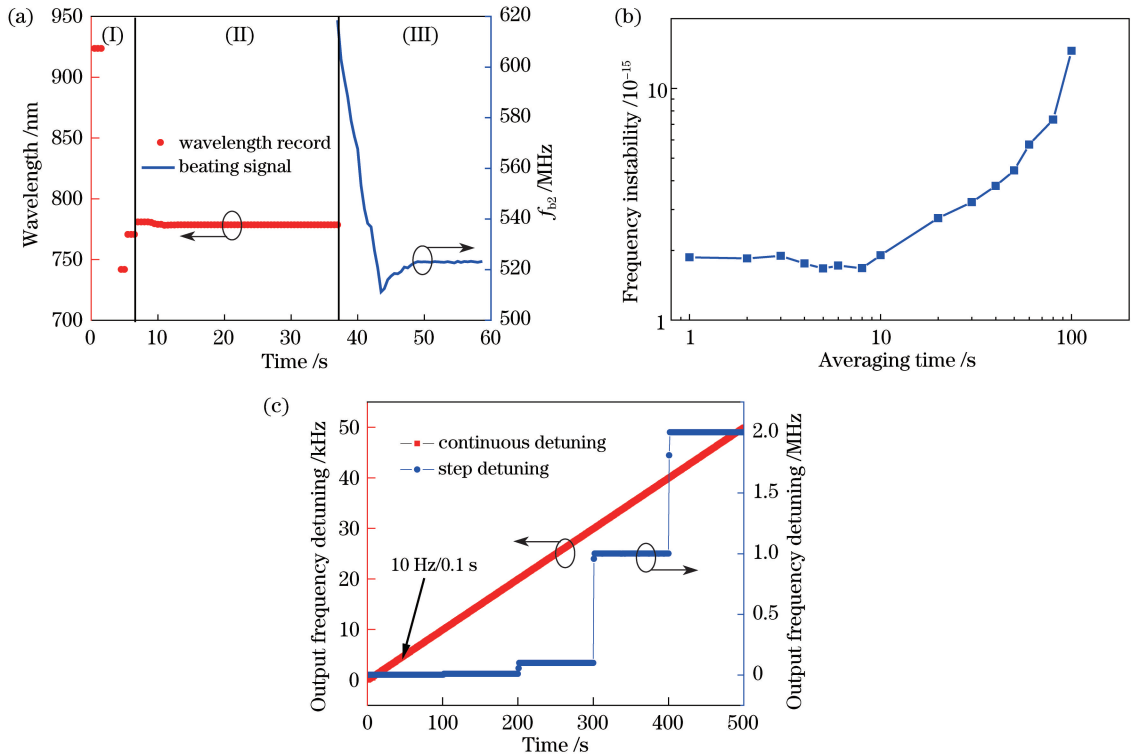 (a)
950
900
850
800
750
700
Wavelength /nm
(I)
(II)
(III)
wavelength record
beating signal
620
600
580
560
540
520
500
f_b2 /MHz
0
10
20
30
40
50
60
Time /s
(b)
10
1
Frequency instability /10^−15
1
10
100
Averaging time /s
(c)
50
40
30
20
10
0
Output frequency detuning /kHz
continuous detuning
step detuning
10 Hz/0.1 s
2.0
1.5
1.0
0.5
0
Output frequency detuning /MHz
0
100
200
300
400
500
Time /s